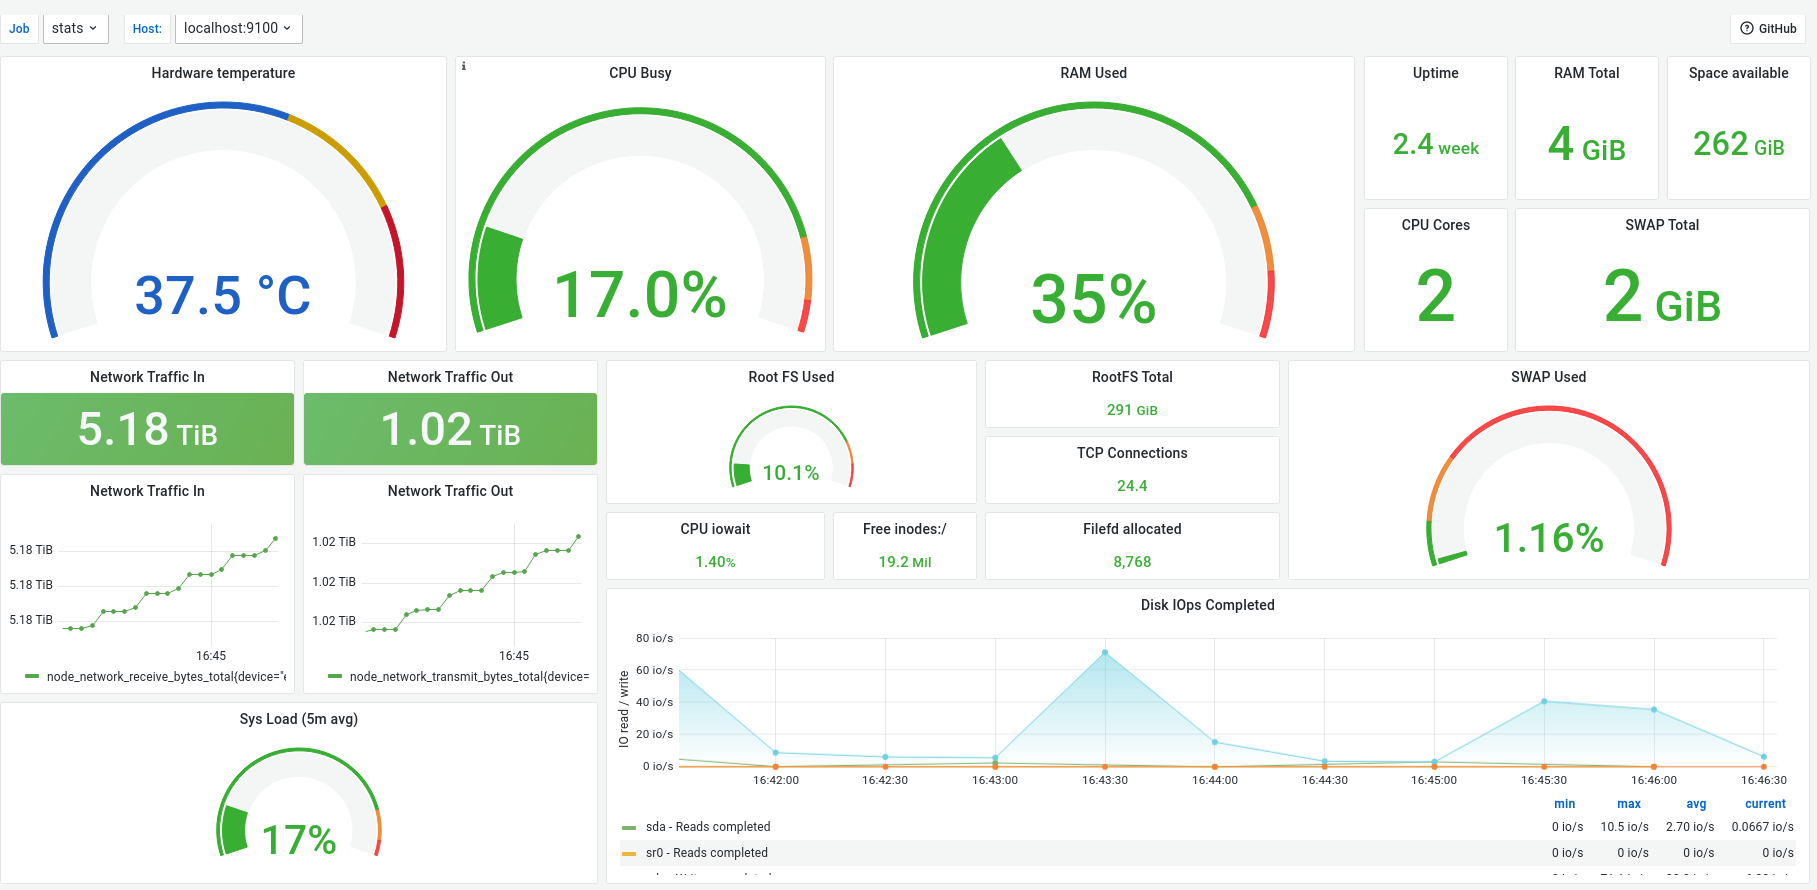 Job stats Host: localhost:9100 GitHub
Hardware temperature
37.5 °C
CPU Busy
17.0%
RAM Used
35%
Uptime
2.4 week
RAM Total
4 GiB
Space available
262 GiB
CPU Cores
2
SWAP Total
2 GiB
Network Traffic In
5.18 TiB
Network Traffic Out
1.02 TiB
Root FS Used
10.1%
RootFS Total
291 GiB
TCP Connections
24.4
SWAP Used
1.16%
Network Traffic In
5.18 TiB
5.18 TiB
5.18 TiB
16:45
node_network_receive_bytes_total{device="e
Network Traffic Out
1.02 TiB
1.02 TiB
1.02 TiB
16:45
node_network_transmit_bytes_total{device=
CPU iowait
1.40%
Free inodes:/
19.2 Mil
Filefd allocated
8,768
Sys Load (5m avg)
17%
Disk IOps Completed
IO read / write
80 io/s
60 io/s
40 io/s
20 io/s
0 io/s
16:42:00 16:42:30 16:43:00 16:43:30 16:44:00 16:44:30 16:45:00 16:45:30 16:46:00 16:46:30
min max avg current
sda - Reads completed 0 io/s 10.5 io/s 2.70 io/s 0.0667 io/s
sr0 - Reads completed 0 io/s 0 io/s 0 io/s 0 io/s